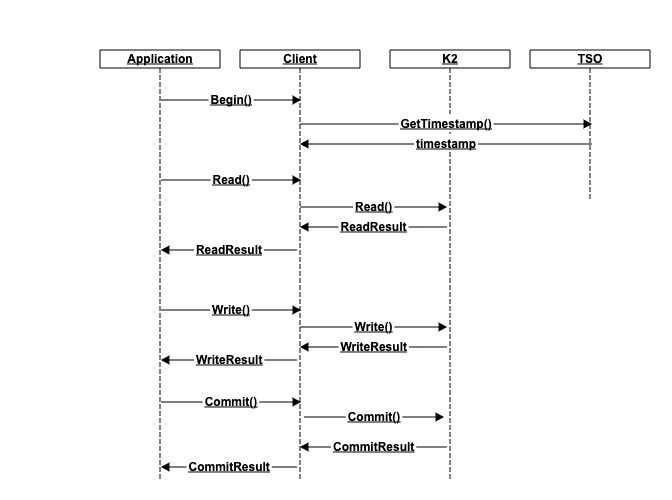 Application
Client
K2
TSO
Begin()
GetTimestamp()
timestamp
Read()
Read()
ReadResult
ReadResult
Write()
Write()
WriteResult
WriteResult
Commit()
Commit()
CommitResult
CommitResult